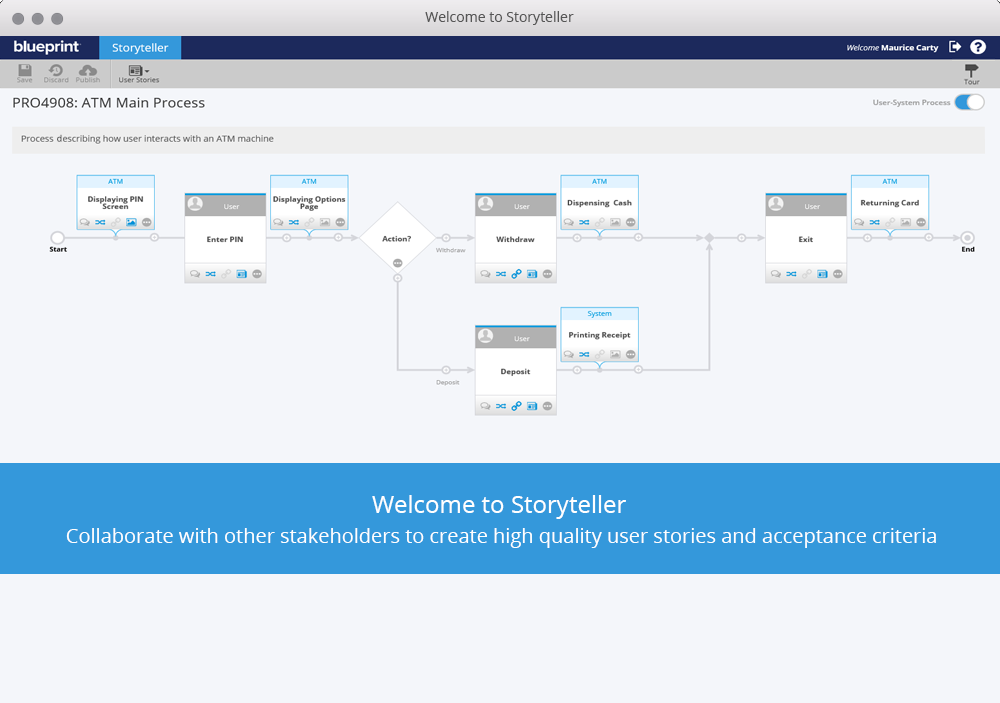 Welcome to Storyteller
blueprint Storyteller Welcome Maurice Carty
Save Discard Publish User Stories Tour
PRO4908: ATM Main Process User-System Process
Process describing how user interacts with an ATM machine
ATM
Displaying PIN
Screen
Start
User
Enter PIN
ATM
Displaying Options
Page
Action?
Withdraw
User
Withdraw
ATM
Dispensing Cash
User
Exit
ATM
Returning Card
End
Deposit
User
Deposit
System
Printing Receipt
Welcome to Storyteller
Collaborate with other stakeholders to create high quality user stories and acceptance criteria